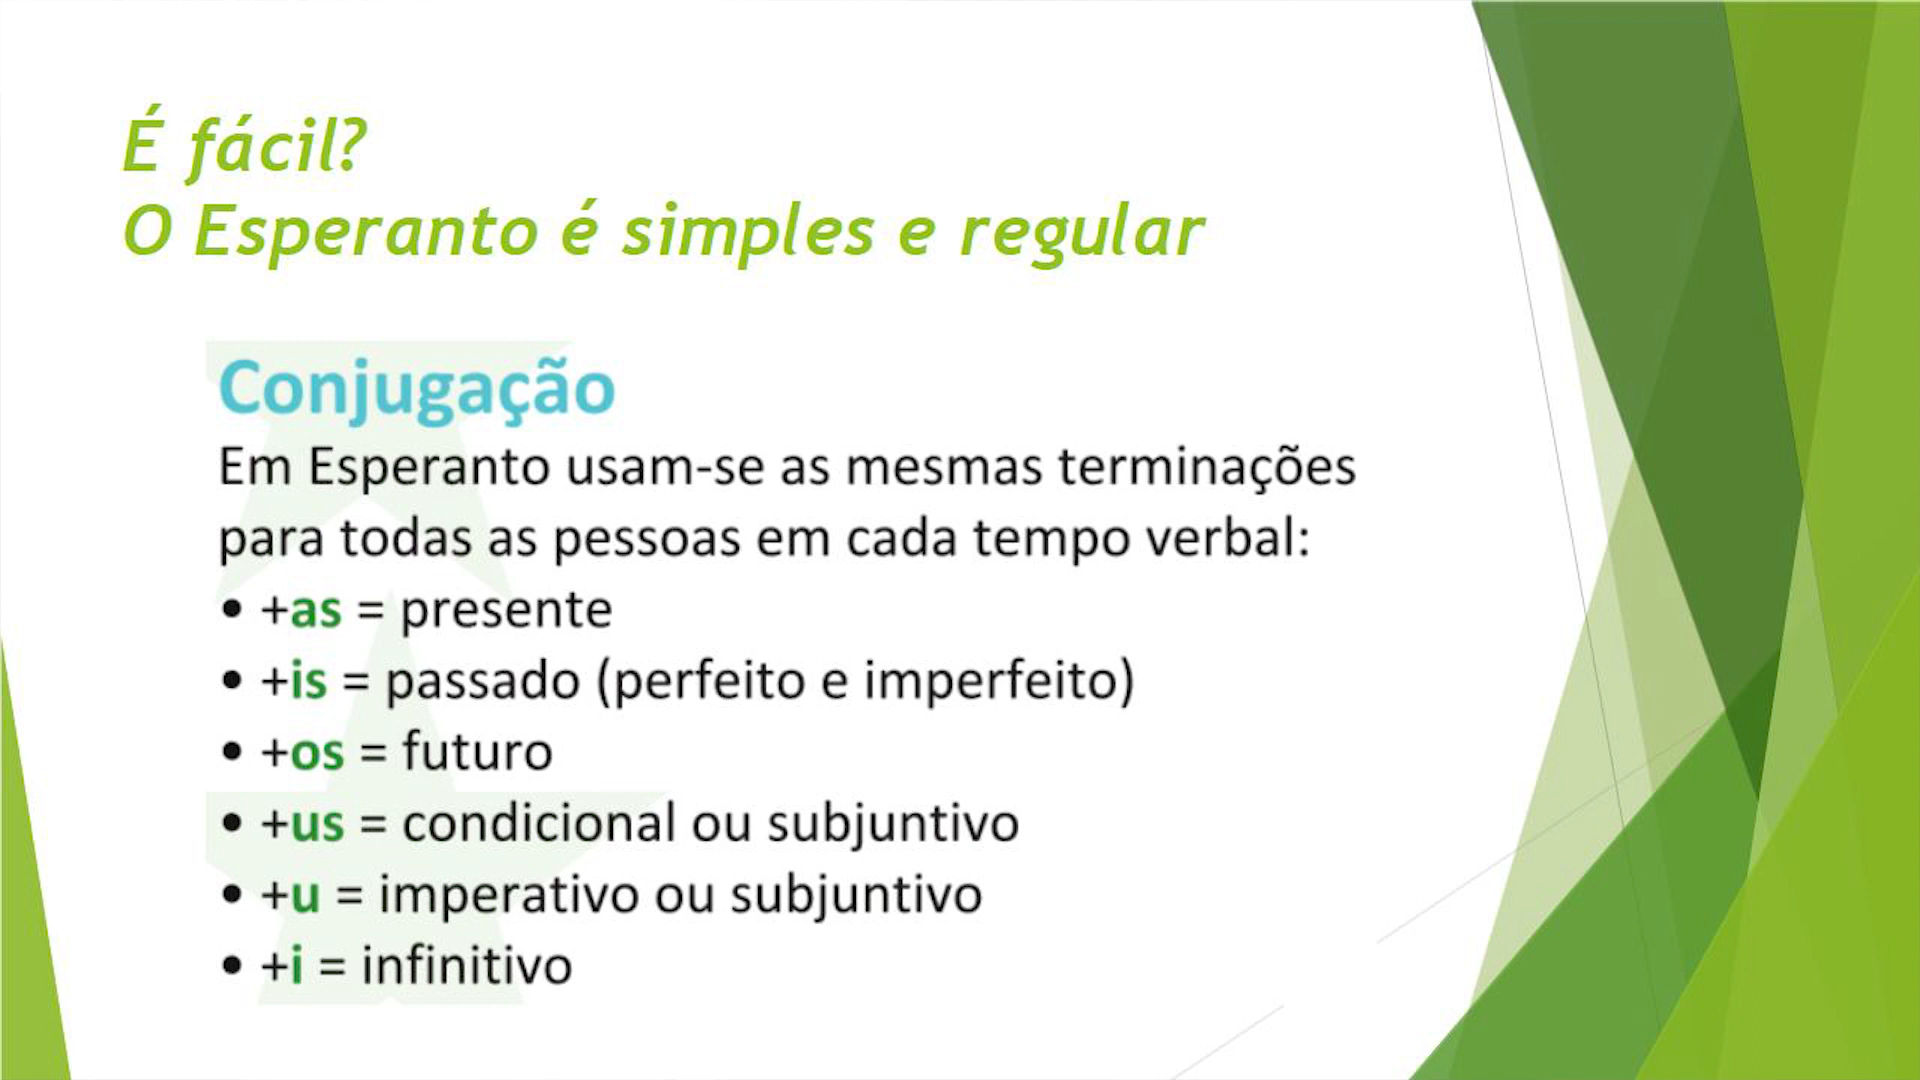 É fácil?
O Esperanto é simples e regular
Conjugação
Em Esperanto usam-se as mesmas terminações
para todas as pessoas em cada tempo verbal:
• +as = presente
• +is = passado (perfeito e imperfeito)
• +os = futuro
• +us = condicional ou subjuntivo
• +u = imperativo ou subjuntivo
• +i = infinitivo